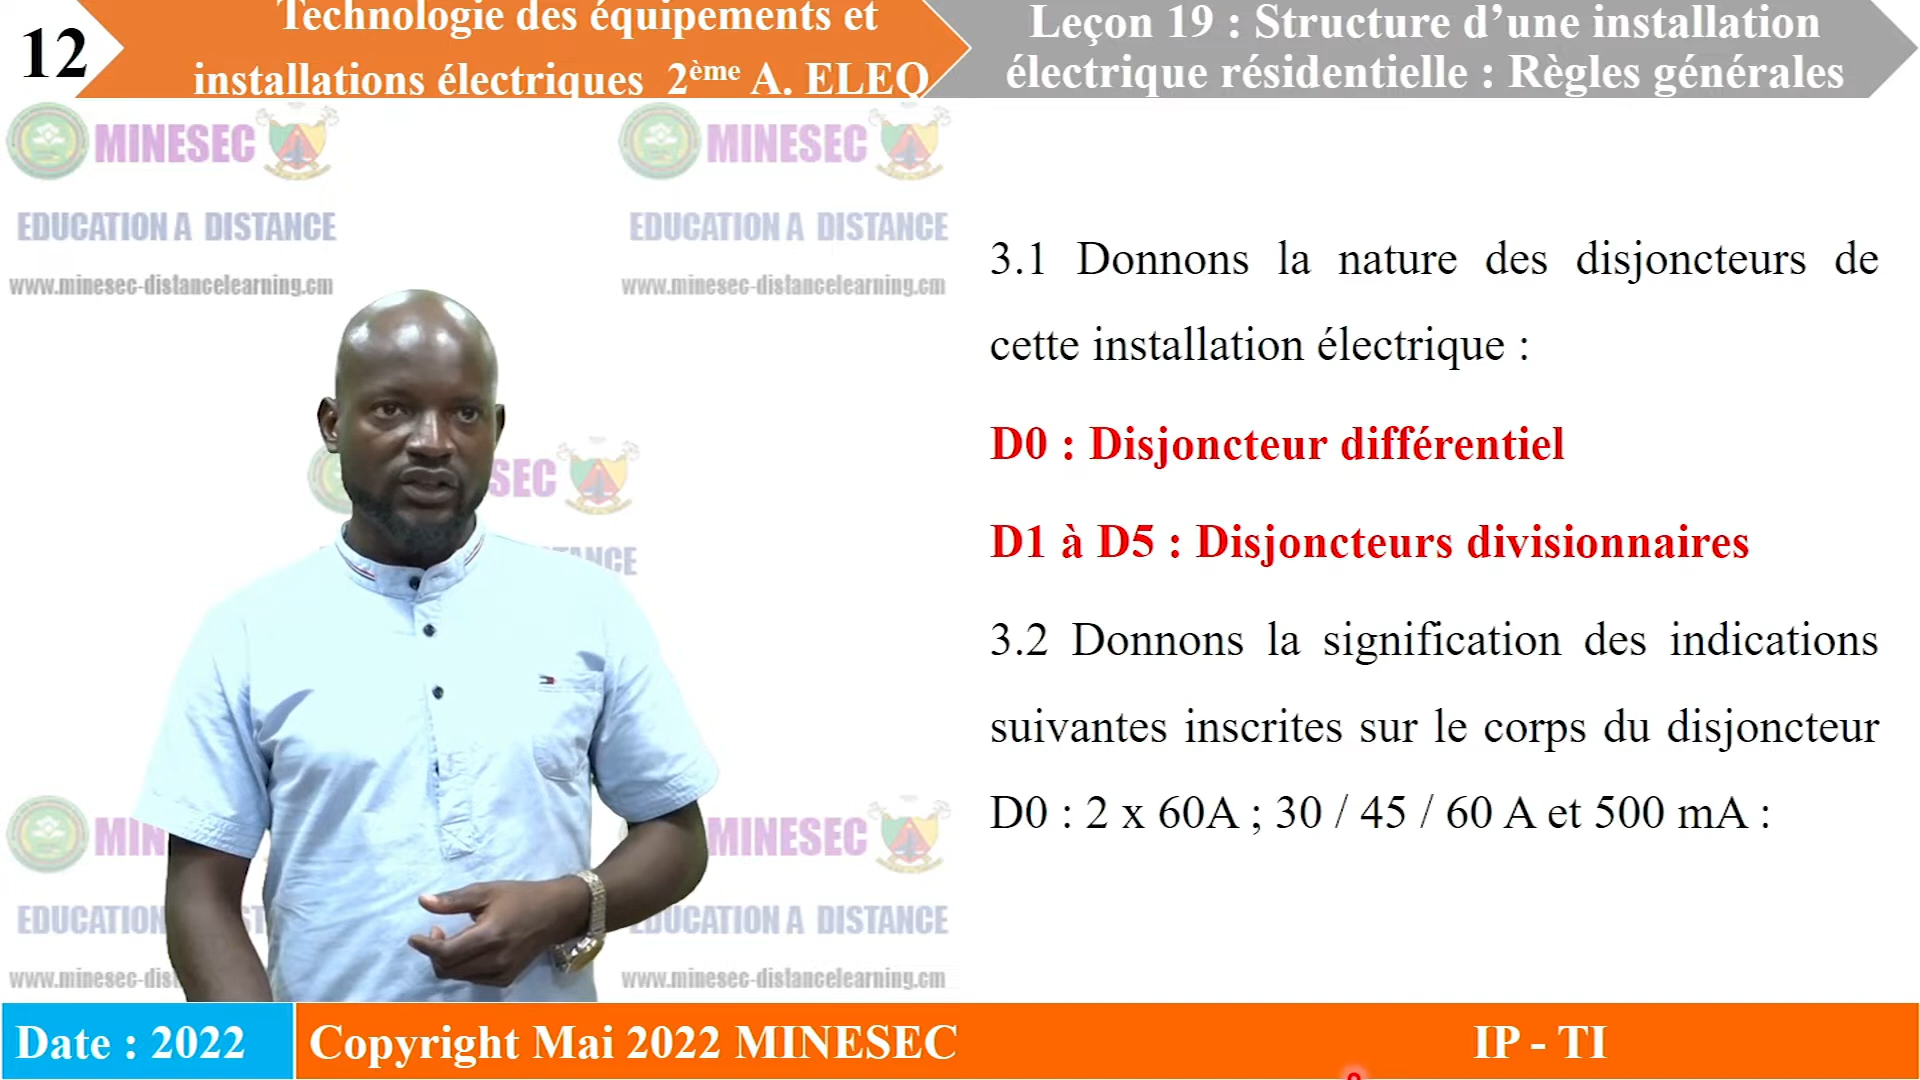 12
Technologie des équipements et
installations électriques 2ème A. ELEQ
Leçon 19 : Structure d’une installation
électrique résidentielle : Règles générales
MINESEC
EDUCATION A DISTANCE
www.minesec-distancelearning.cm
MINESEC
EDUCATION A DISTANCE
www.minesec-distancelearning.cm
3.1 Donnons la nature des disjoncteurs de
cette installation électrique :
D0 : Disjoncteur différentiel
D1 à D5 : Disjoncteurs divisionnaires
3.2 Donnons la signification des indications
suivantes inscrites sur le corps du disjoncteur
D0 : 2 x 60A ; 30 / 45 / 60 A et 500 mA :
MINESEC
EDUCATION A DISTANCE
www.minesec-distancelearning.cm
Date : 2022
Copyright Mai 2022 MINESEC
IP - TI